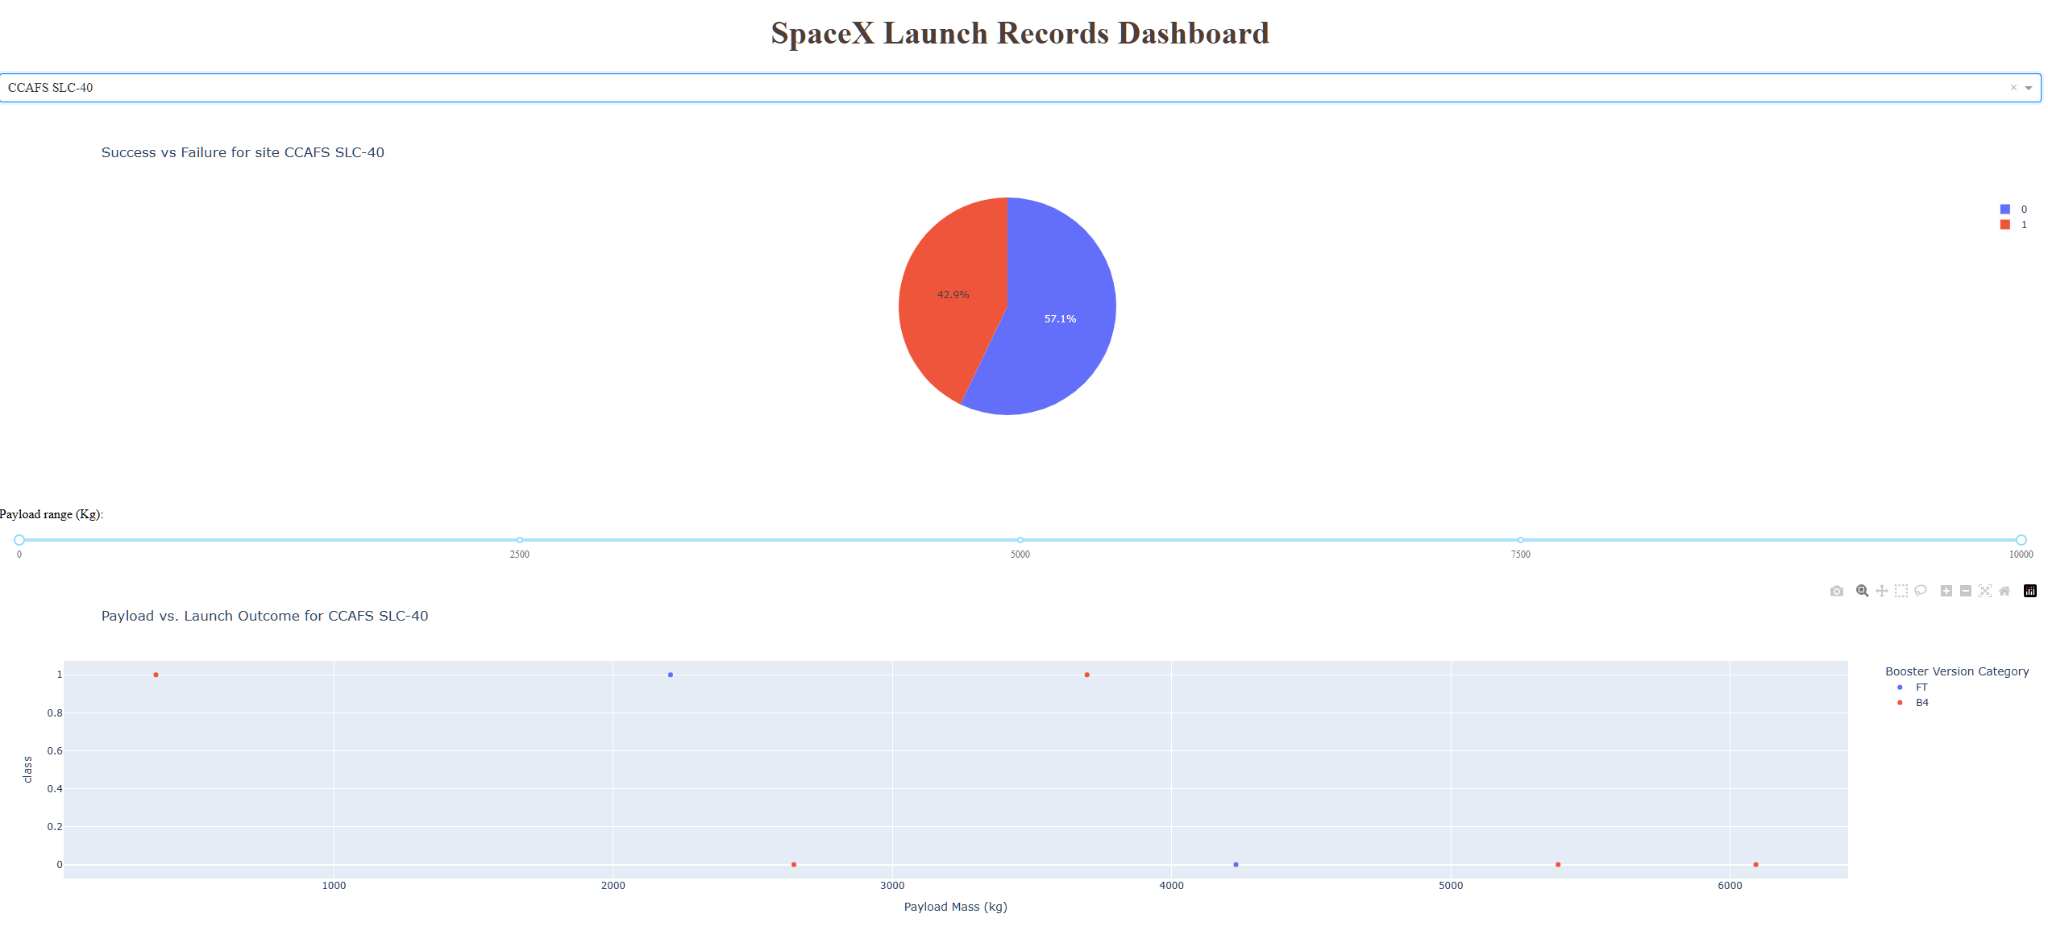 SpaceX Launch Records Dashboard
CCAFS SLC-40
Success vs Failure for site CCAFS SLC-40
0
1
42.9%
57.1%
Payload range (Kg):
0 2500 5000 7500 10000
Payload vs. Launch Outcome for CCAFS SLC-40
Booster Version Category
FT
B4
1
0.8
0.6
0.4
0.2
0
class
1000 2000 3000 4000 5000 6000
Payload Mass (kg)